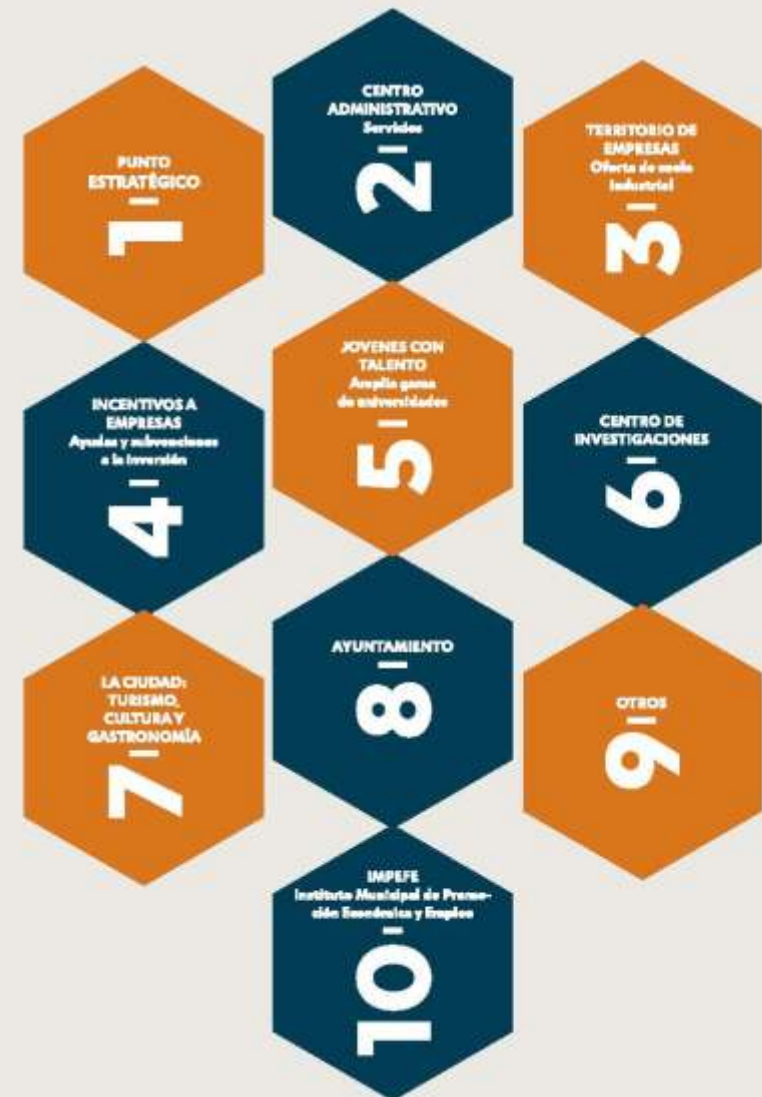 PUNTO
ESTRATÉGICO
1
CENTRO
ADMINISTRATIVO
Servicios
2
TERRITORIO DE
EMPRESAS
Oferta de suelo
Industrial
3
INCENTIVOS A
EMPRESAS
Ayudas y subvenciones
a la inversión
4
JOVENES CON
TALENTO
Amplia gama
de universidades
5
CENTRO DE
INVESTIGACIONES
6
LA CIUDAD:
TURISMO,
CULTURA Y
GASTRONOMÍA
7
AYUNTAMIENTO
8
OTROS
9
IMPEFE
Instituto Municipal de Promo-
ción Económica y Empleo
10